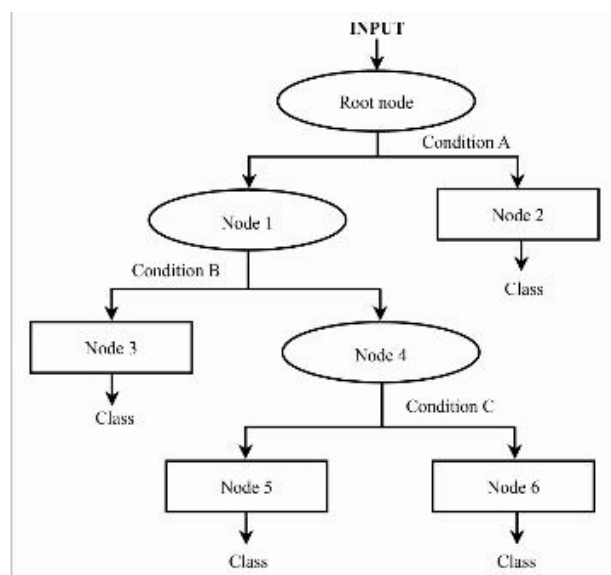 INPUT
Root node
Condition A
Node 1
Node 2
Condition B
Class
Node 3
Node 4
Class
Condition C
Node 5
Node 6
Class
Class